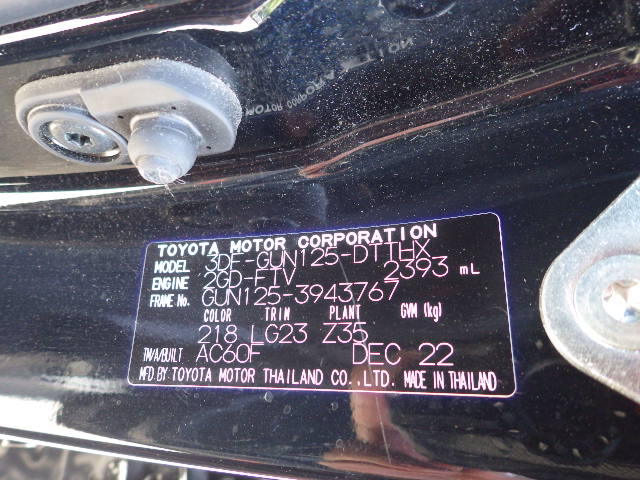 TOYOTA MOTOR CORPORATION
MODEL 3DF-GUN125-DTTHX
ENGINE 2GD-FTV 2393 mL
FRAME No. GUN125-3943767
COLOR TRIM PLANT GVM (kg)
218 LG23 Z35
T/M/A/BUILT AC60F DEC 22
MFD BY TOYOTA MOTOR THAILAND CO., LTD. MADE IN THAILAND